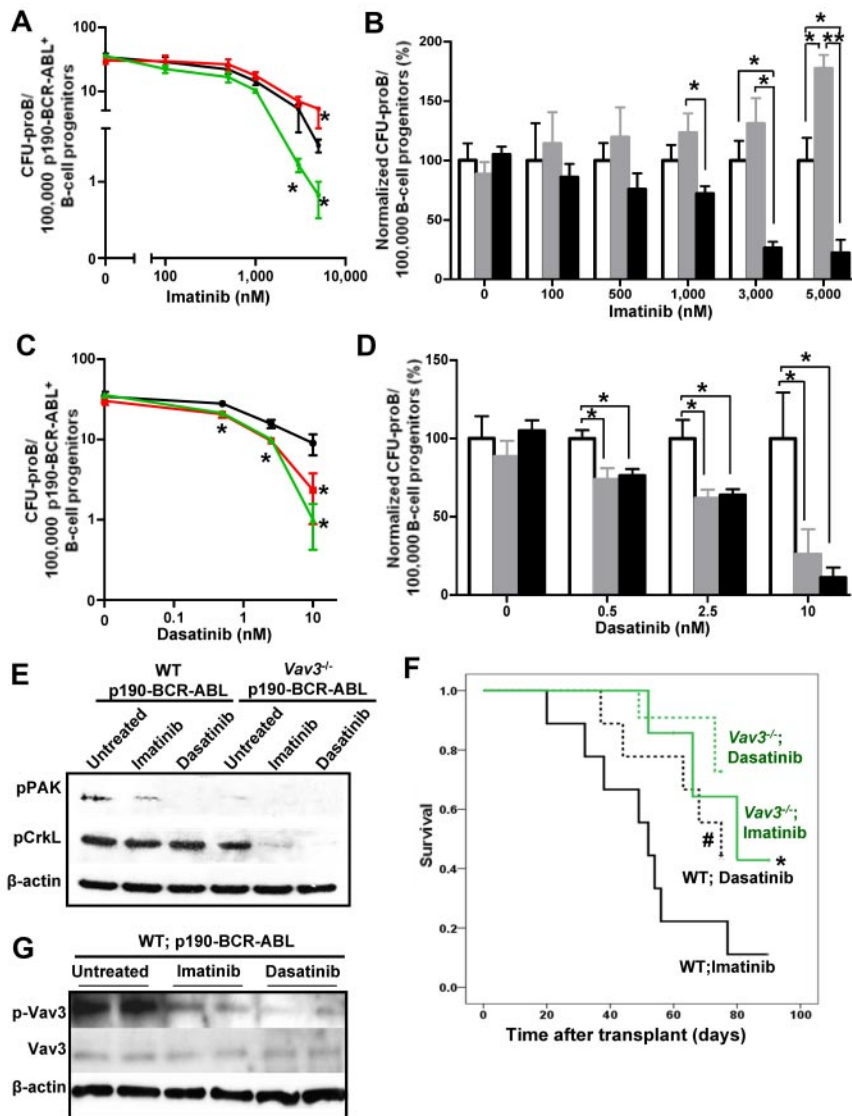 A
CFU-proB/
100,000 p190-BCR-ABL+
B-cell progenitors
100
10
1
0
0
100
1,000
10,000
Imatinib (nM)
*
*
*
B
Normalized CFU-proB/
100,000 B-cell progenitors (%)
200
150
100
50
0
*
*
*
*
* **
0
100
500
1,000
3,000
5,000
Imatinib (nM)
C
CFU-proB/
100,000 p190-BCR-ABL+
B-cell progenitors
100
10
1
0
*
*
*
*
0
0.1
1
10
Dasatinib (nM)
D
Normalized CFU-proB/
100,000 B-cell progenitors (%)
150
100
50
0
*
*
*
*
*
*
0
0.5
2.5
10
Dasatinib (nM)
E
WT
p190-BCR-ABL
Vav3-/-
p190-BCR-ABL
Untreated
Imatinib
Dasatinib
Untreated
Imatinib
Dasatinib
pPAK
pCrkL
β-actin
F
Survival
1.0
0.8
0.6
0.4
0.2
0.0
Vav3-/-;
Dasatinib
Vav3-/-;
Imatinib
#
*
WT; Dasatinib
WT;Imatinib
0
20
40
60
80
100
Time after transplant (days)
G
WT; p190-BCR-ABL
Untreated Imatinib Dasatinib
p-Vav3
Vav3
β-actin